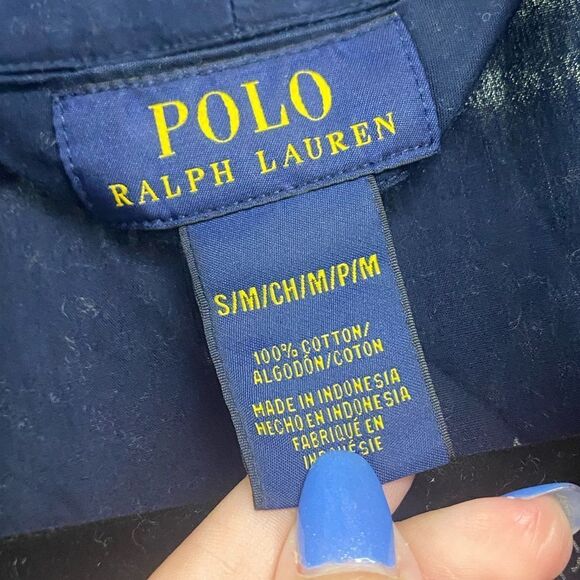 POLO
RALPH LAUREN
S/M/CH/M/P/M
100% COTTON/
ALGODÓN/COTON
MADE IN INDONESIA
HECHO EN INDONESIA
FABRIQUÉ EN